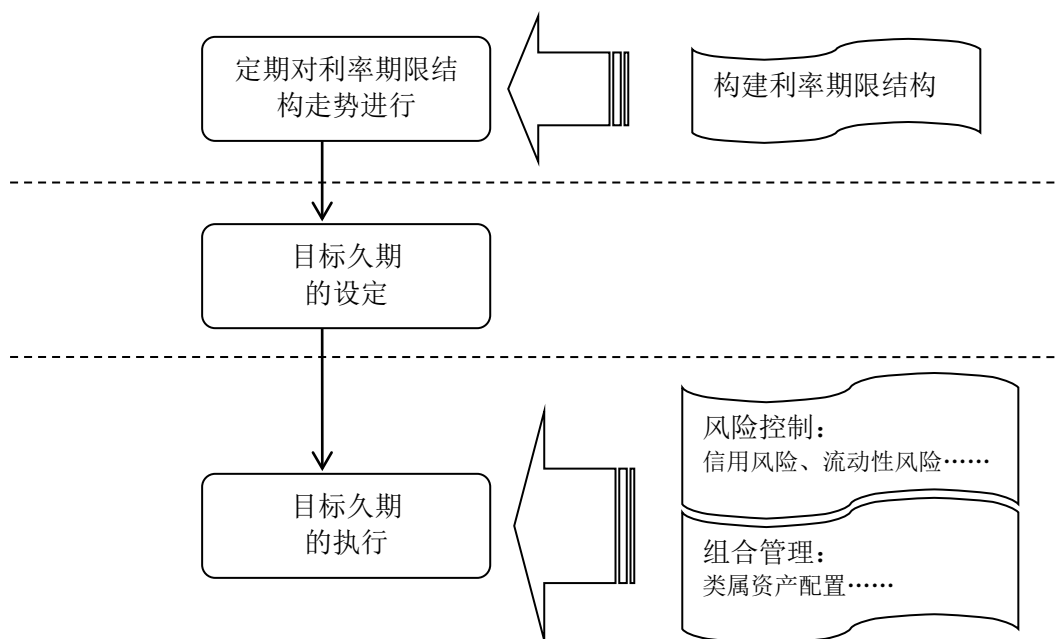 定期对利率期限结
构走势进行
构建利率期限结构
目标久期
的设定
目标久期
的执行
风险控制：
信用风险、流动性风险……
组合管理：
类属资产配置……